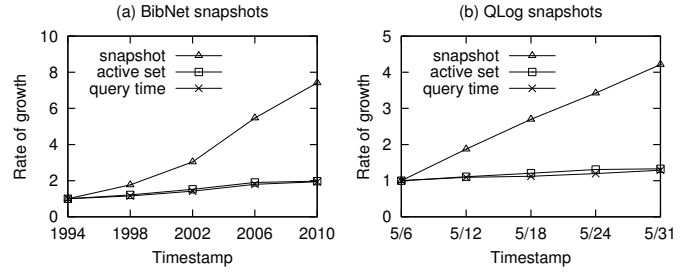 (a) BibNet snapshots
Rate of growth
10
8
6
4
2
0
snapshot
active set
query time
1994 1998 2002 2006 2010
Timestamp
(b) QLog snapshots
Rate of growth
5
4
3
2
1
0
snapshot
active set
query time
5/6 5/12 5/18 5/24 5/31
Timestamp